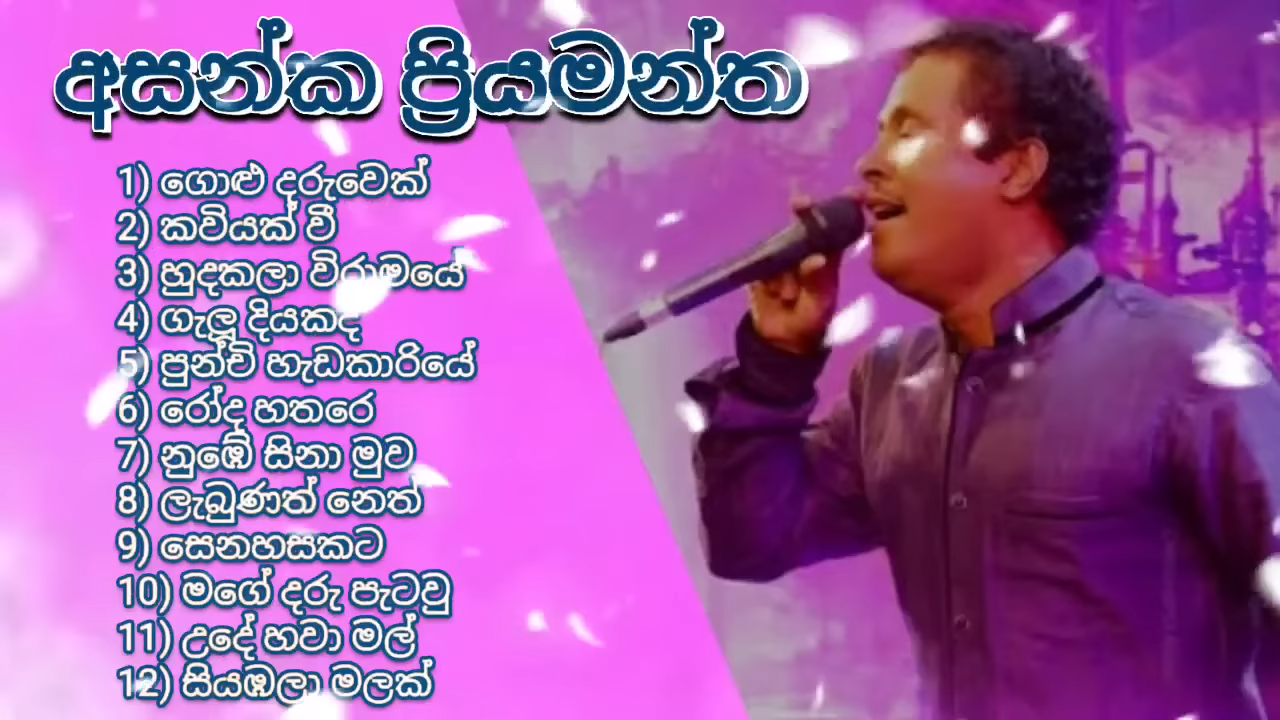 අසන්ක ප්‍රියමන්ත
1) ගොළු දරුවෙක්
2) කවියක් වී
3) හුදකලා විරාමයේ
4) ගැලූ දියකද
5) පුන්චි හැඩකාරියේ
6) රෝද හතරෙ
7) නුඹේ සිනා මුව
8) ලැබුණත් නෙත්
9) සෙනහසකට
10) මගේ දරු පැටවු
11) උදේ හවා මල්
12) සියඹලා මලක්